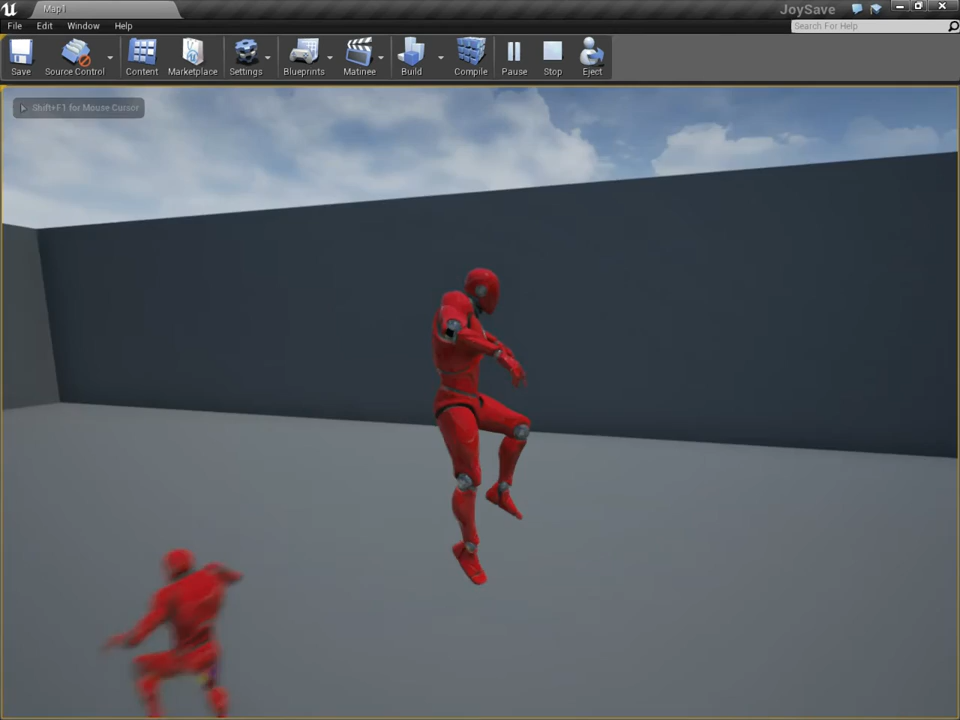 Map1
JoySave
File Edit Window Help
Search For Help
Save Source Control Content Marketplace Settings Blueprints Matinee Build Compile Pause Stop Eject
Shift+F1 for Mouse Cursor